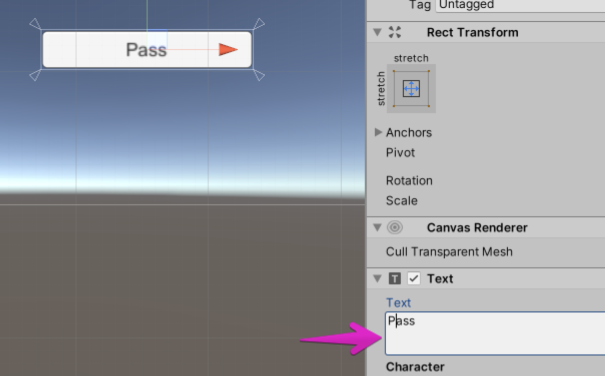 Pass
Tag Untagged
Rect Transform
stretch
stretch
Anchors
Pivot
Rotation
Scale
Canvas Renderer
Cull Transparent Mesh
T Text
Text
Pass
Character